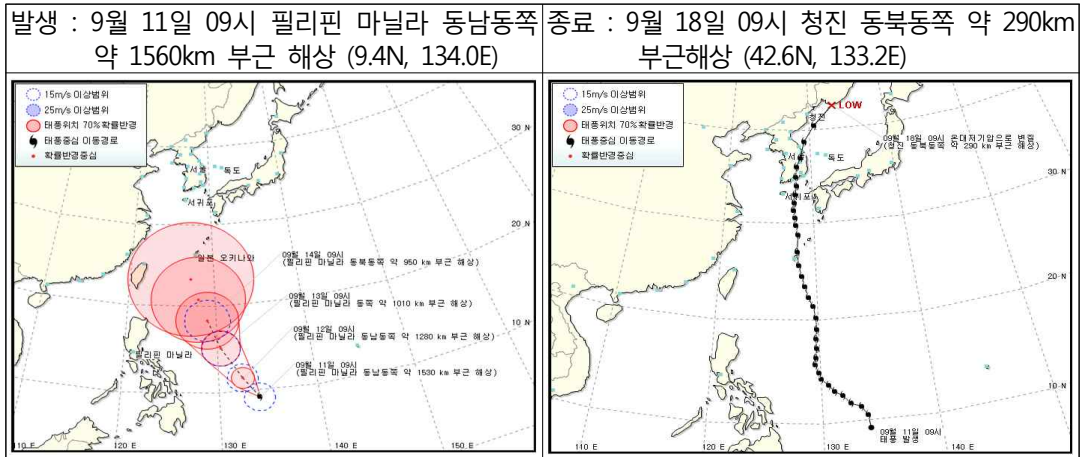 발생 : 9월 11일 09시 필리핀 마닐라 동남동쪽
약 1560km 부근 해상 (9.4N, 134.0E)
종료 : 9월 18일 09시 청진 동북동쪽 약 290km
부근해상 (42.6N, 133.2E)
15m/s 이상범위
25m/s 이상범위
태풍위치 70%확률반경
태풍중심 이동경로
확률반경중심
서울
독도
서귀포
30 N
20 N
일본 오키나와
09월 14일 09시
(필리핀 마닐라 동북동쪽 약 950 km 부근 해상)
09월 13일 09시
(필리핀 마닐라 동쪽 약 1010 km 부근 해상)
10 N
09월 12일 09시
(필리핀 마닐라 동남동쪽 약 1280 km 부근 해상)
필리핀 마닐라
09월 11일 09시
(필리핀 마닐라 동남동쪽 약 1530 km 부근 해상)
110 E
120 E
130 E
140 E
150 E
15m/s 이상범위
25m/s 이상범위
태풍위치 70%확률반경
태풍중심 이동경로
확률반경중심
LOW
청진
09월 18일 09시 온대저기압으로 변질
(청진 동북동쪽 약 290 km 부근 해상)
서울
독도
서귀포
30 N
20 N
10 N
09월 11일 09시
태풍 발생
120 E
130 E
140 E